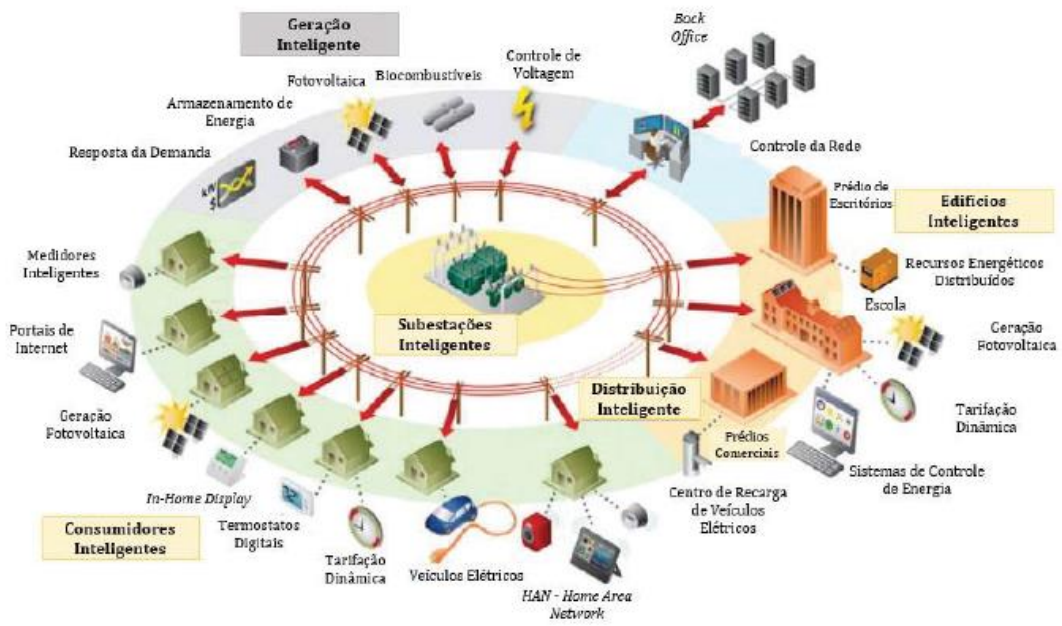 Geração
Inteligente
Back
Office
Controle de
Voltagem
Biocombustíveis
Fotovoltaica
Armazenamento de
Energia
Resposta da Demanda
kW
$
Controle da Rede
Prédio de
Escritórios
Edifícios
Inteligentes
Medidores
Inteligentes
Recursos Energéticos
Distribuídos
Escola
Portais de
Internet
Subestações
Inteligentes
Geração
Fotovoltaica
Distribuição
Inteligente
Geração
Fotovoltaica
Tarifação
Dinâmica
Prédios
Comerciais
Sistemas de Controle
de Energia
In-Home Display
Centro de Recarga
de Veículos
Elétricos
Consumidores
Inteligentes
Termostatos
Digitais
Tarifação
Dinâmica
Veículos Elétricos
HAN - Home Area
Network